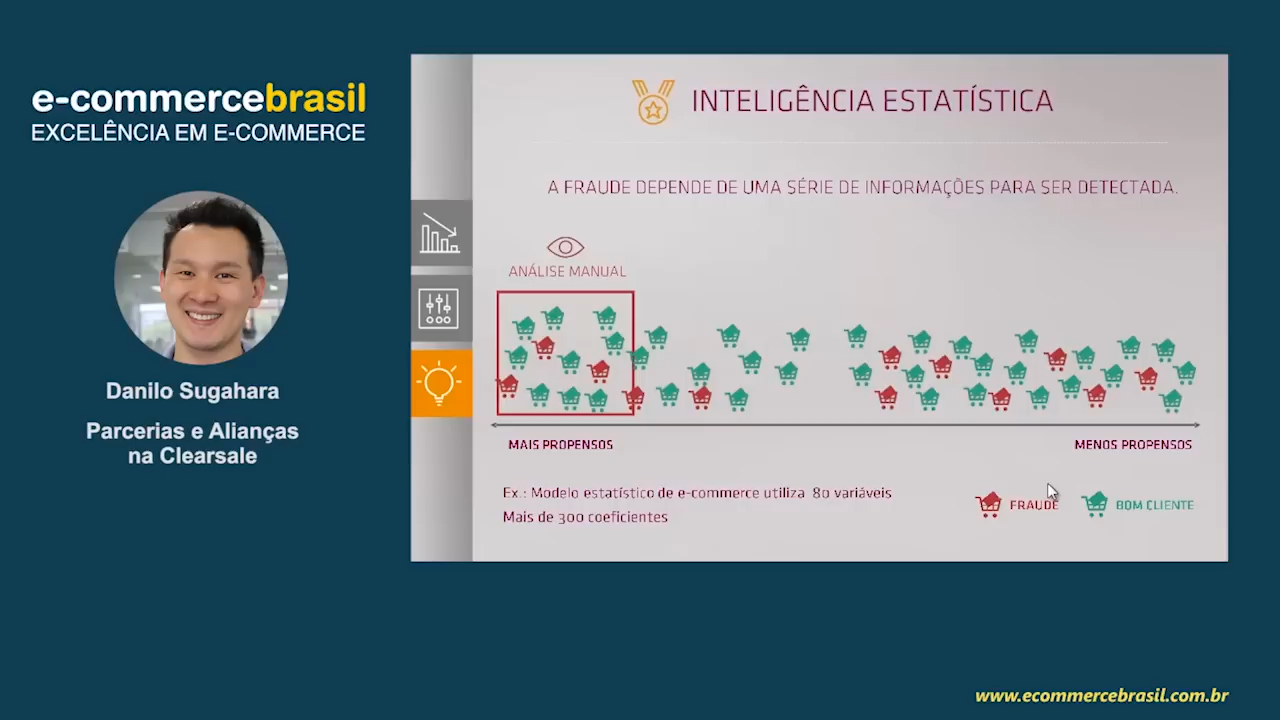 e-commercebrasil
EXCELÊNCIA EM E-COMMERCE
Danilo Sugahara
Parcerias e Alianças
na Clearsale
INTELIGÊNCIA ESTATÍSTICA
A FRAUDE DEPENDE DE UMA SÉRIE DE INFORMAÇÕES PARA SER DETECTADA.
ANÁLISE MANUAL
MAIS PROPENSOS
MENOS PROPENSOS
Ex.: Modelo estatístico de e-commerce utiliza 80 variáveis
Mais de 300 coeficientes
FRAUDE
BOM CLIENTE
www.ecommercebrasil.com.br